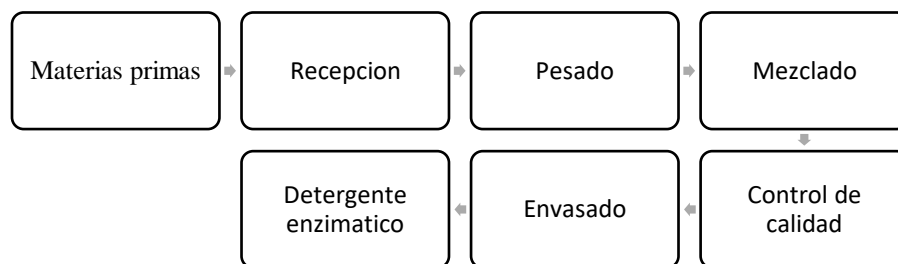 Materias primas
Recepcion
Pesado
Mezclado
Control de
calidad
Envasado
Detergente
enzimatico